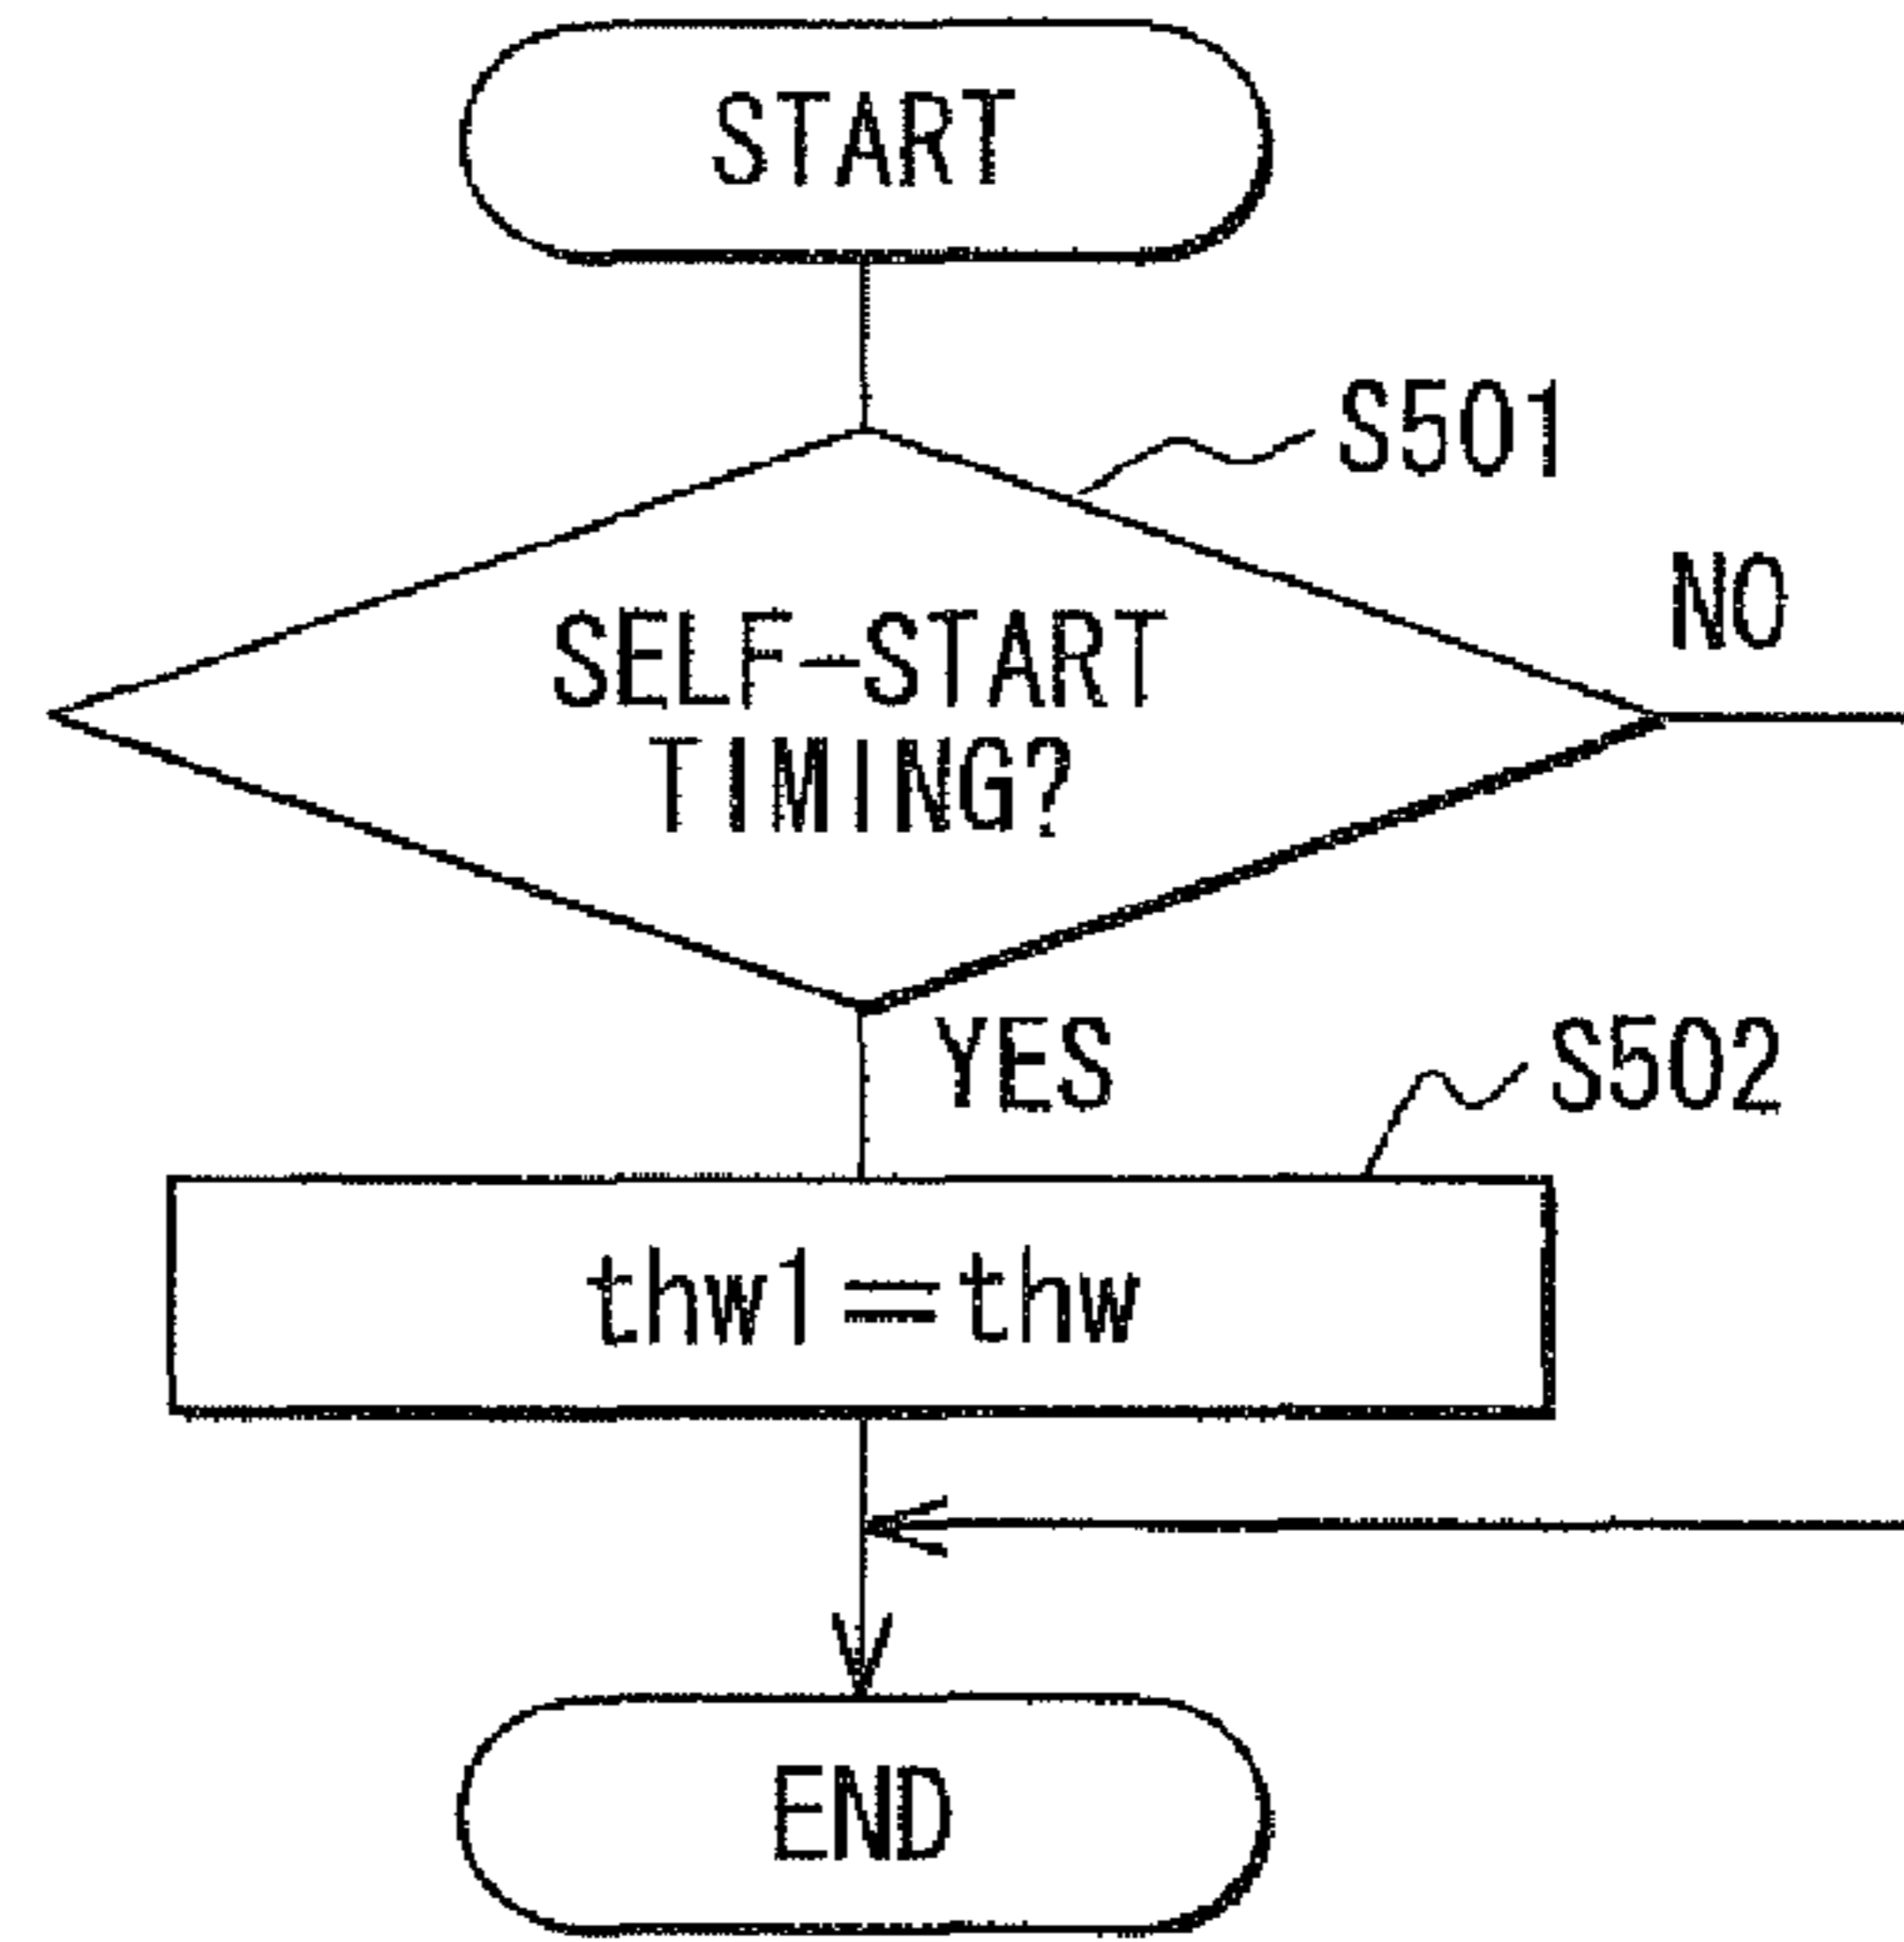 START
S501
NO
SELF-START
TIMING?
YES
S502
thw1=thw
END